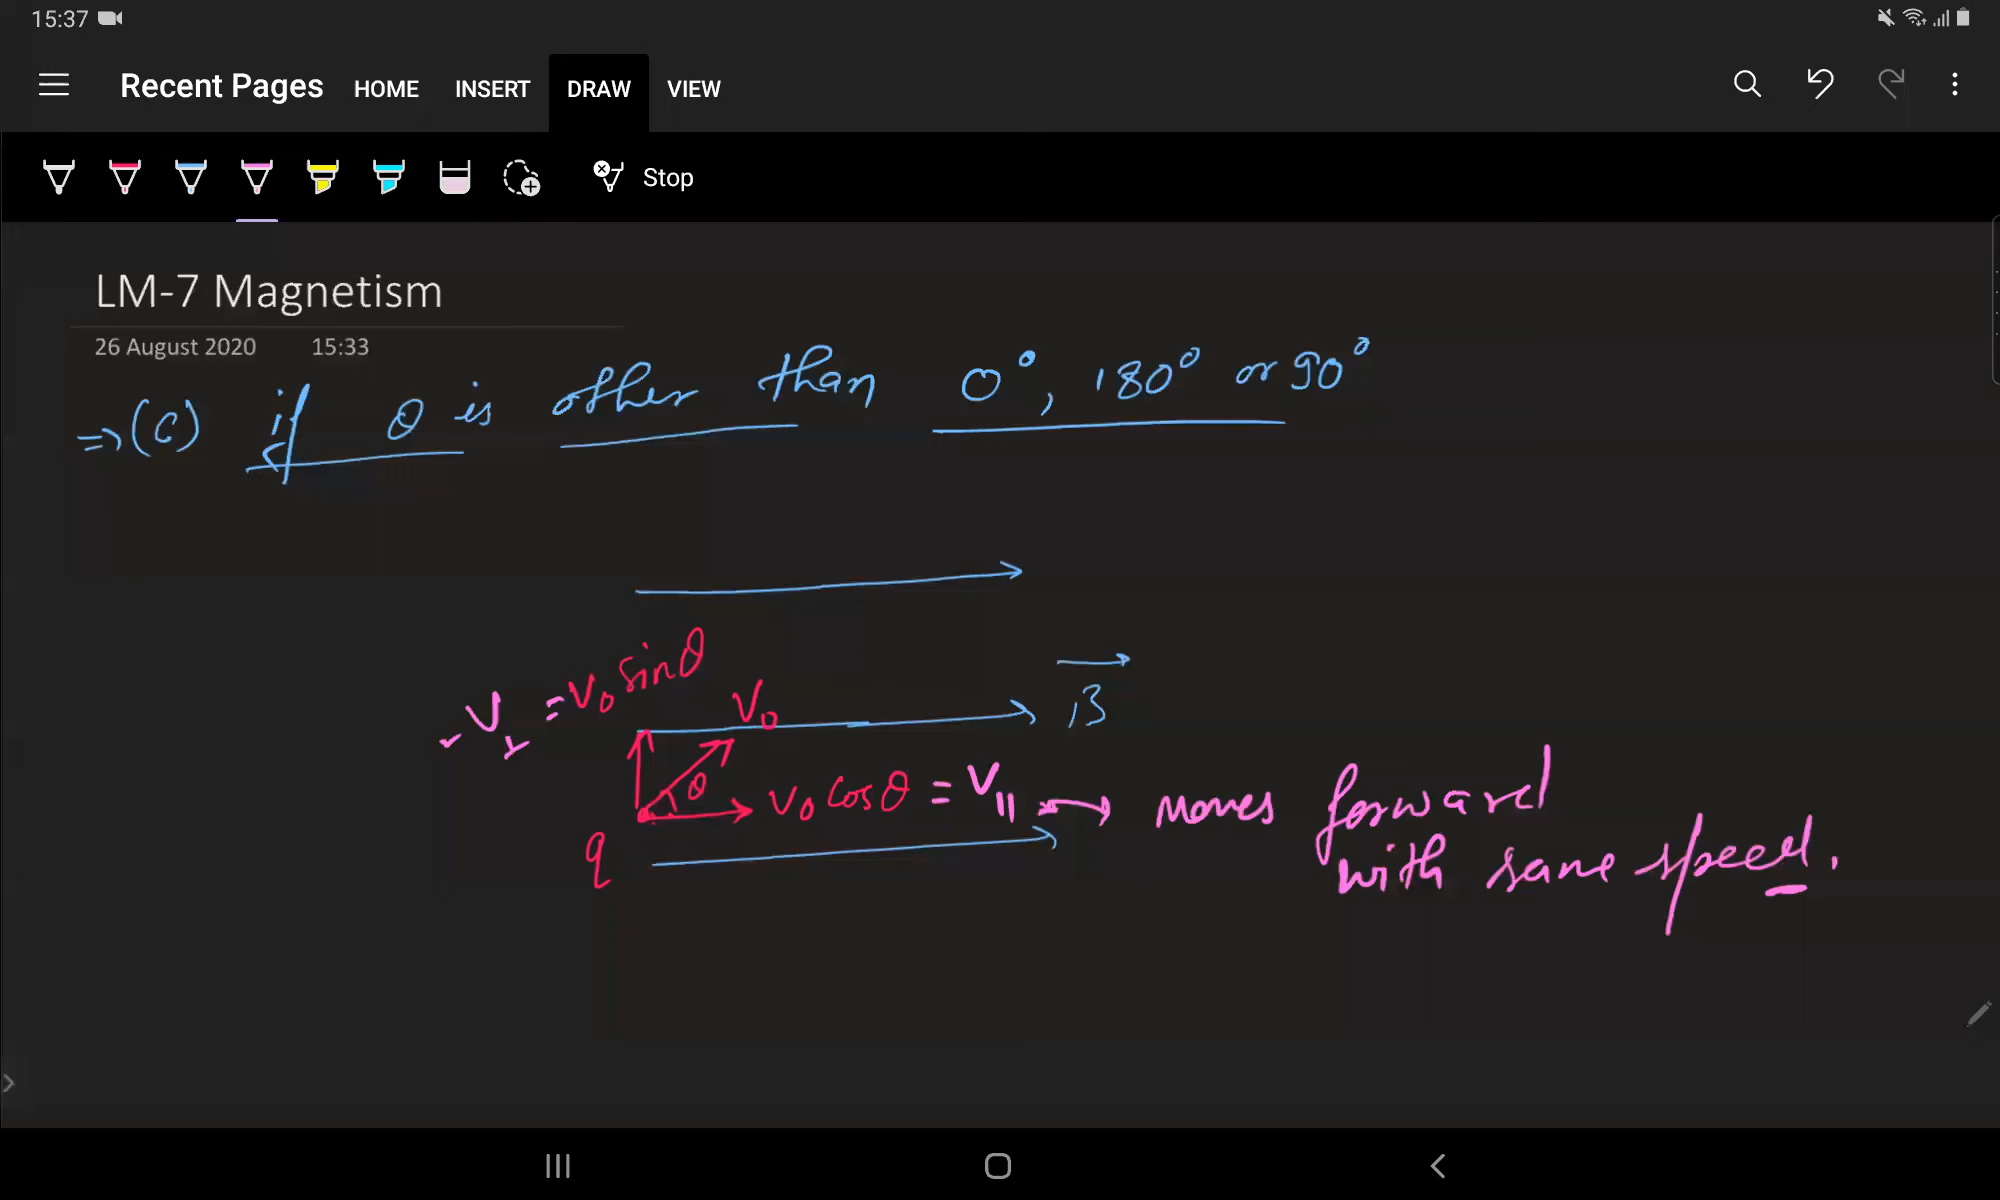 15:37
Recent Pages HOME INSERT DRAW VIEW
Stop
LM-7 Magnetism
26 August 2020 15:33
⇒(C) if θ is other than 0°, 180° or 90°
V⊥ = V₀ sinθ
V₀
B
θ
V₀ cosθ = V∥ → moves forward
with same speed.
q